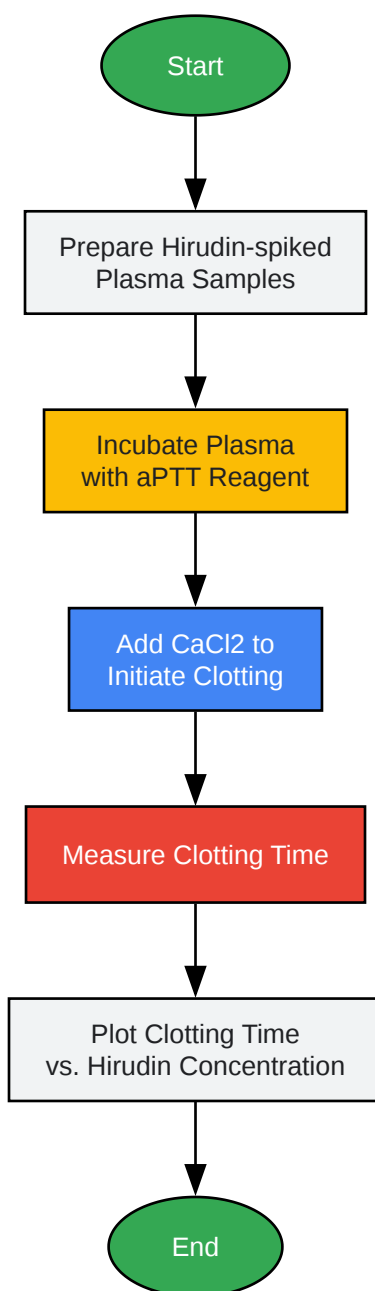 Start
Prepare Hirudin-spiked
Plasma Samples
Incubate Plasma
with aPTT Reagent
Add CaCl2 to
Initiate Clotting
Measure Clotting Time
Plot Clotting Time
vs. Hirudin Concentration
End